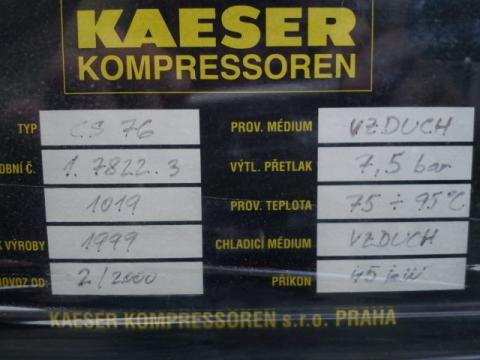 KAESER
KOMPRESSOREN
TYP CS 76 PROV. MÉDIUM VZDUCH
OBNÍ Č. 1.7822.3 VÝTL. PŘETLAK 7,5 bar
1019 PROV. TEPLOTA 75 ÷ 95°C
K VÝROBY 1999 CHLADICÍ MÉDIUM VZDUCH
OVOZ OD: 2/2000 PŘÍKON 45 kW
KAESER KOMPRESSOREN s.r.o. PRAHA